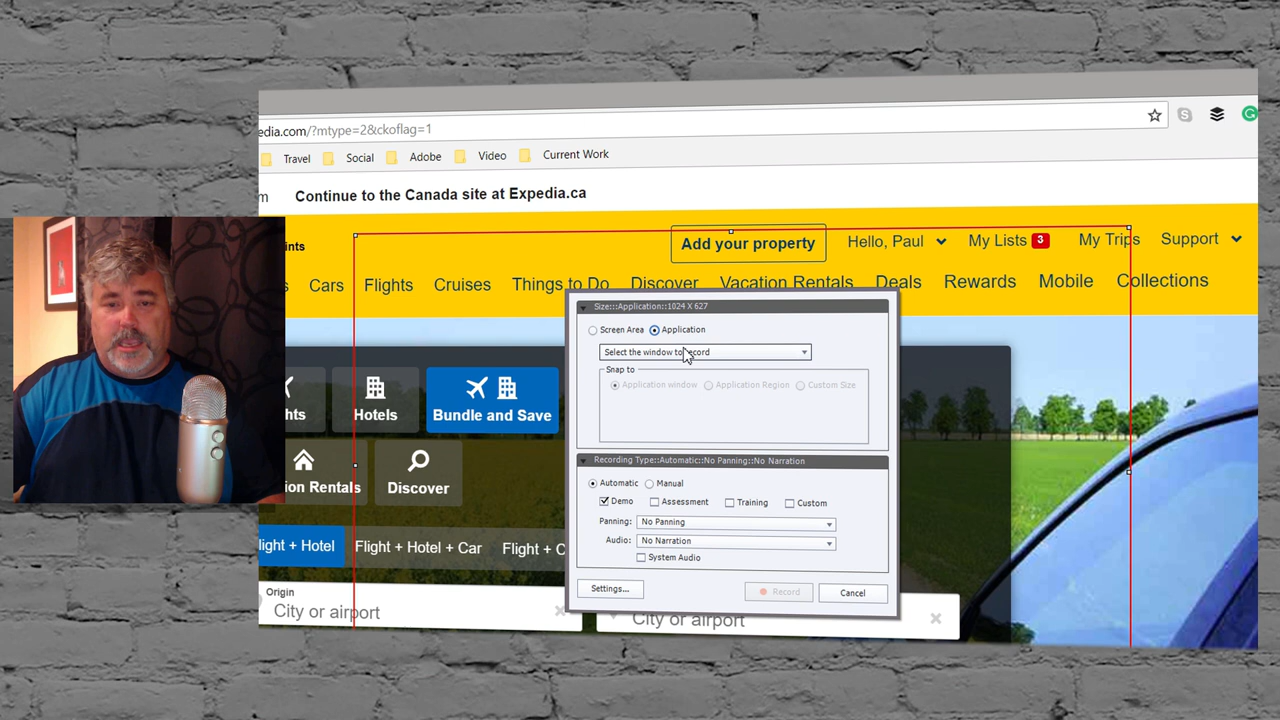 edia.com/?mtype=2&ckoflag=1
Travel Social Adobe Video Current Work
m Continue to the Canada site at Expedia.ca
ints Add your property Hello, Paul My Lists 3 My Trips Support
s Cars Flights Cruises Things to Do Discover Vacation Rentals Deals Rewards Mobile Collections
Size:::Application::1024 X 627
Screen Area Application
Select the window to record
Snap to
Application window Application Region Custom Size
hts Hotels Bundle and Save
Recording Type::Automatic::No Panning::No Narration
Automatic Manual
ion Rentals Discover
Demo Assessment Training Custom
Panning: No Panning
Audio: No Narration
System Audio
light + Hotel Flight + Hotel + Car Flight + C
Settings... Record Cancel
Origin
City or airport City or airport